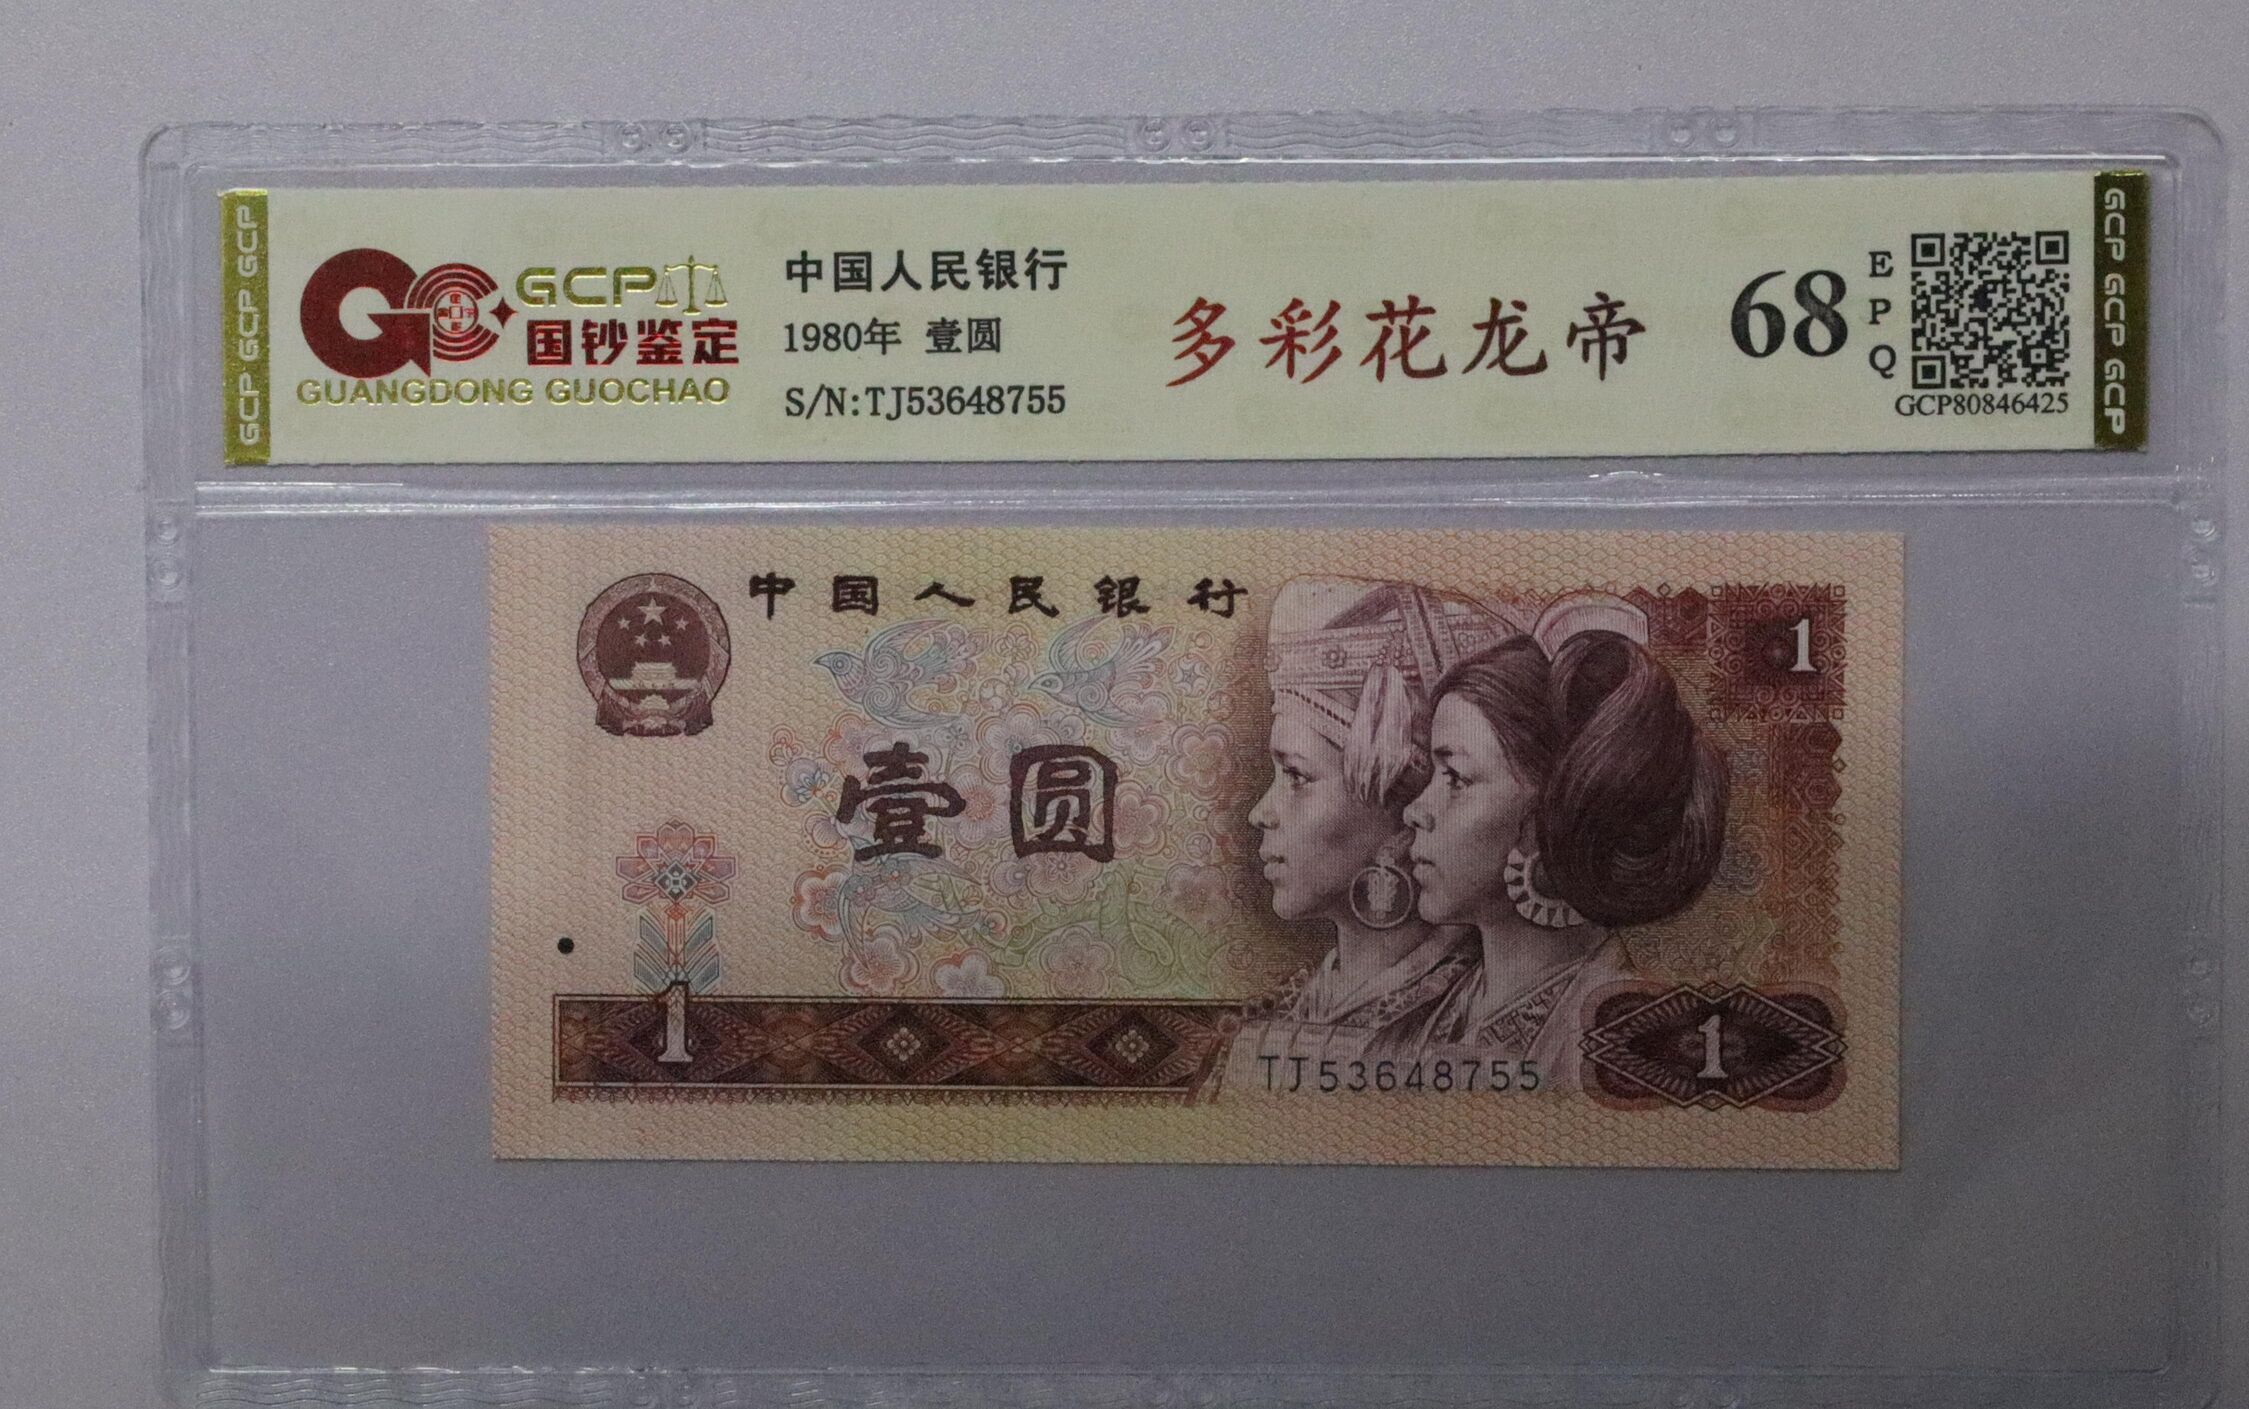 GCP GCP GCP
GCP
国钞鉴定
GUANGDONG GUOCHAO
中国人民银行
1980年 壹圆
S/N:TJ53648755
多彩花龙帝
68
EPQ
GCP80846425
GCP GCP GCP
中国人民银行
1
壹圆
1
1
TJ53648755